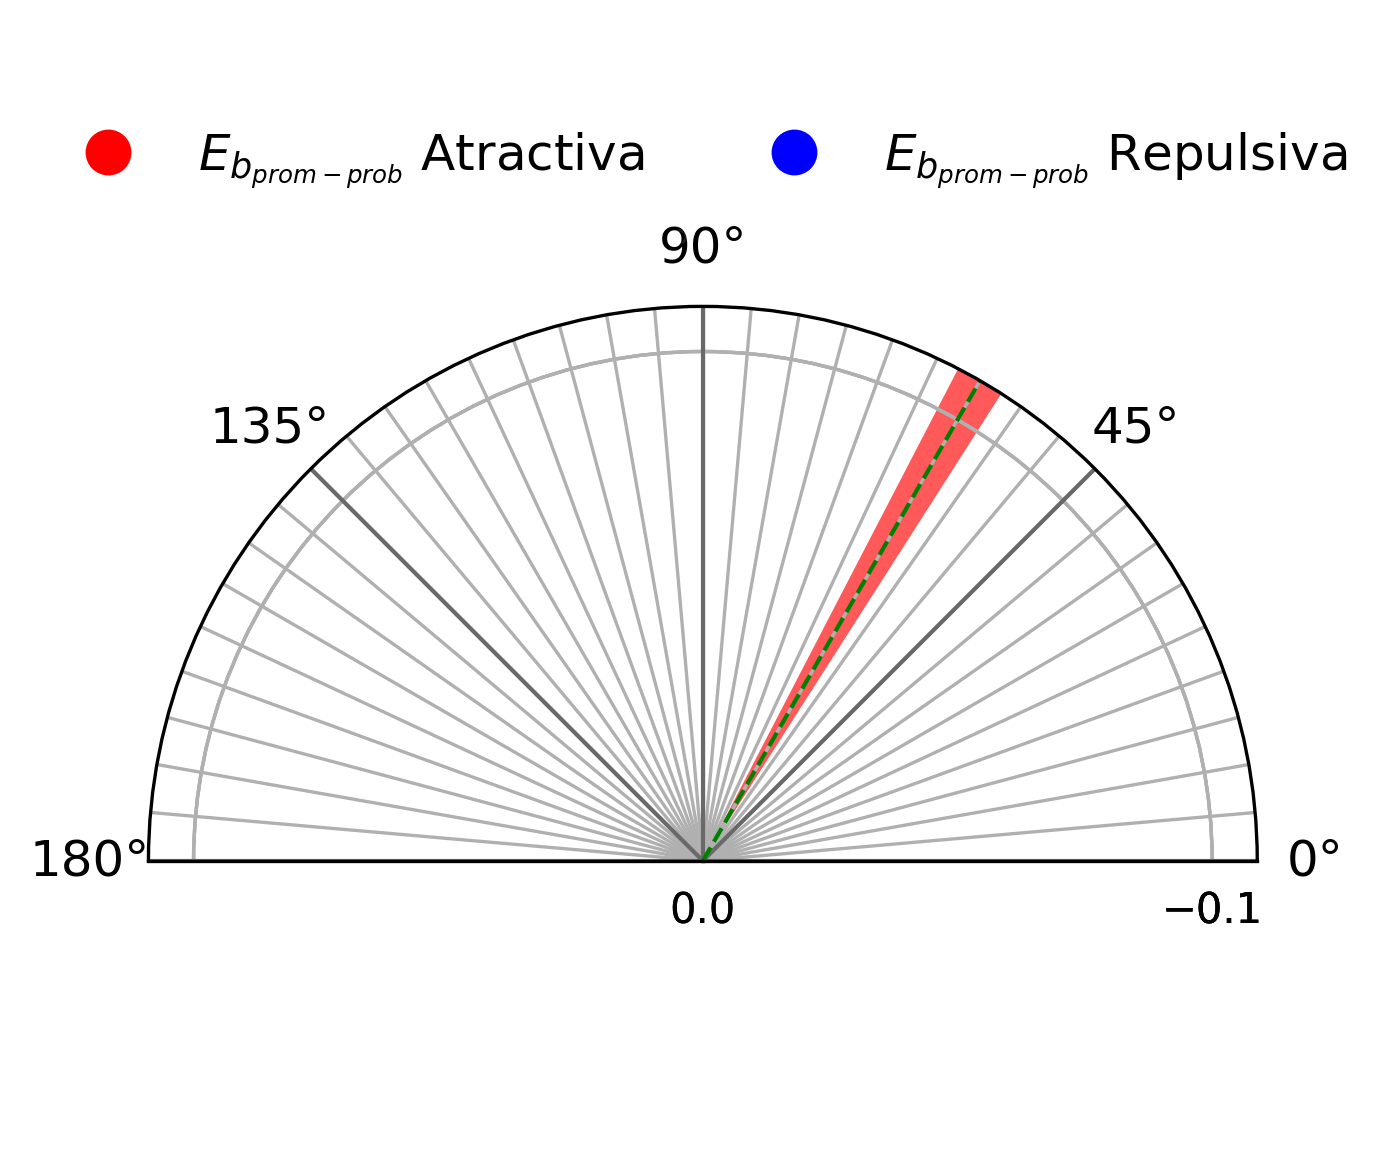 E_{b_{prom-prob}} Atractiva E_{b_{prom-prob}} Repulsiva
90°
135° 45°
180° 0°
0.0 −0.1